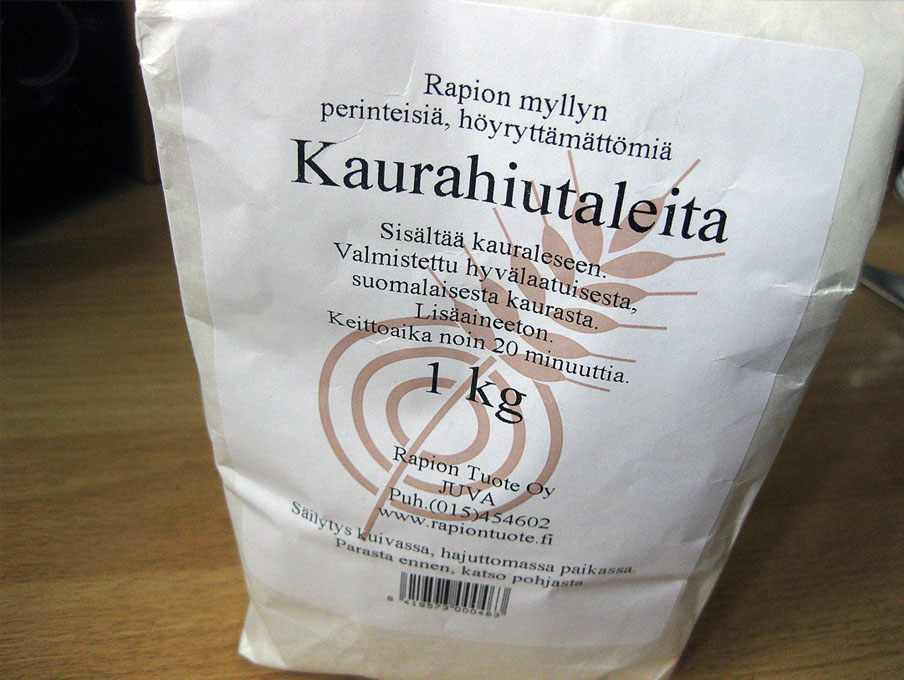 Rapion myllyn
perinteisiä, höyryttämättömiä
Kaurahiutaleita
Sisältää kauraleseen.
Valmistettu hyvälaatuisesta,
suomalaisesta kaurasta.
Lisäaineeton.
Keittoaika noin 20 minuuttia.
1 kg
Rapion Tuote Oy
JUVA
Puh.(015)454602
www.rapiontuote.fi
Säilytys kuivassa, hajuttomassa paikassa.
Parasta ennen, katso pohjasta.